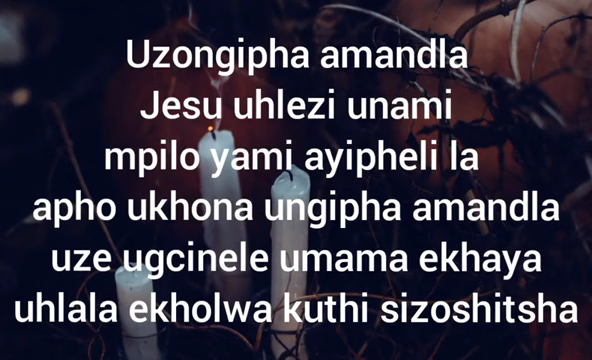 Uzongipha amandla
Jesu uhlezi unami
mpilo yami ayipheli la
apho ukhona ungipha amandla
uze ugcinele umama ekhaya
uhlala ekholwa kuthi sizoshitsha